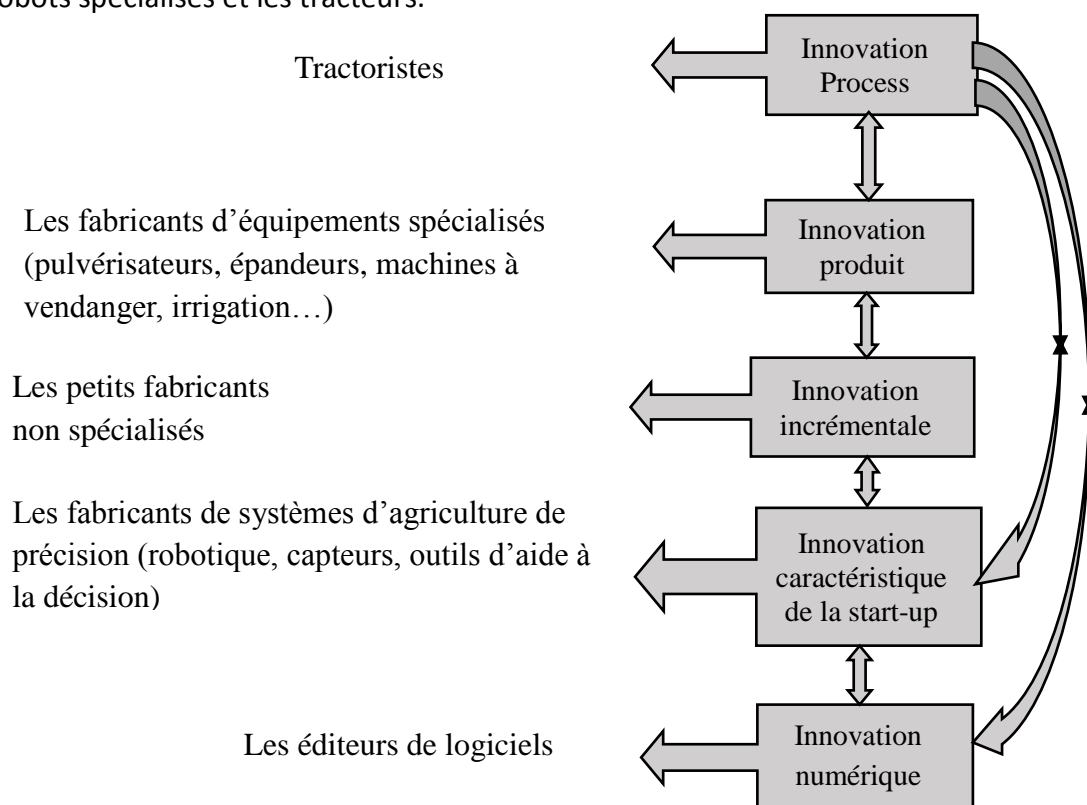 obots spécialisés et les tracteurs.
Tractoristes
Innovation
Process
Les fabricants d’équipements spécialisés
(pulvérisateurs, épandeurs, machines à
vendanger, irrigation…)
Innovation
produit
Les petits fabricants
non spécialisés
Innovation
incrémentale
Les fabricants de systèmes d’agriculture de
précision (robotique, capteurs, outils d’aide à
la décision)
Innovation
caractéristique
de la start-up
Les éditeurs de logiciels
Innovation
numérique